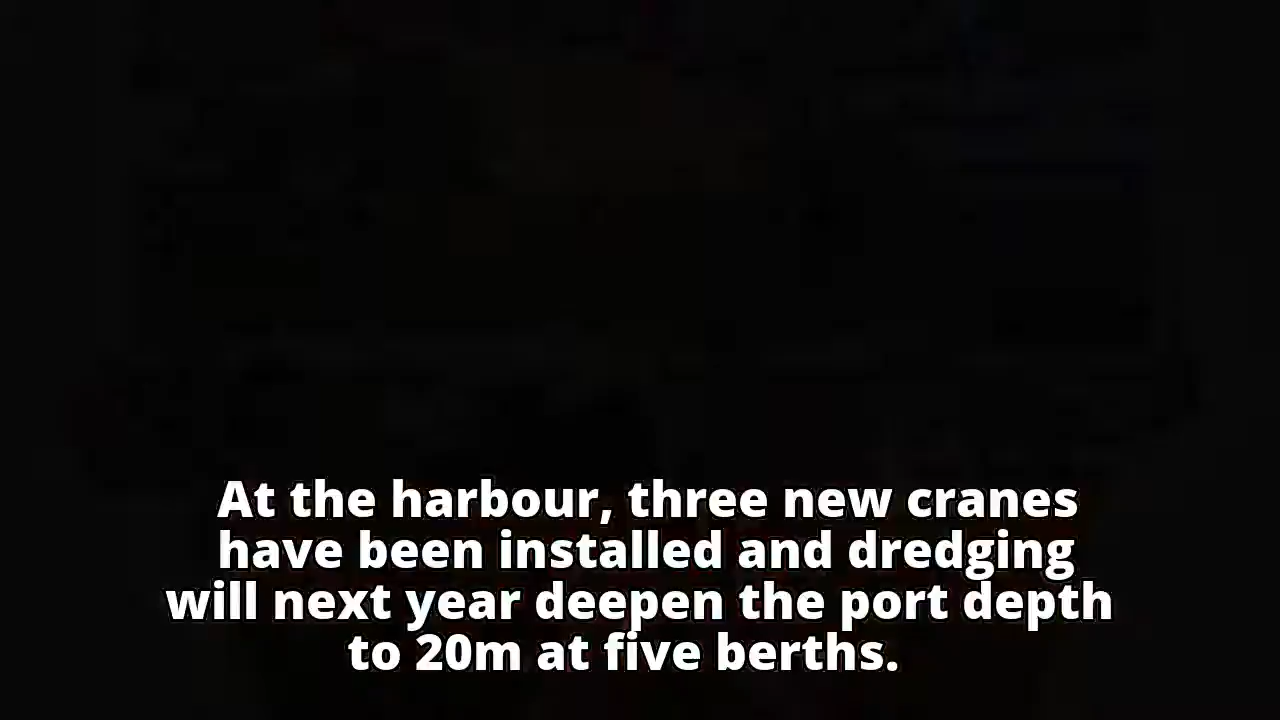 At the harbour, three new cranes
have been installed and dredging
will next year deepen the port depth
to 20m at five berths.